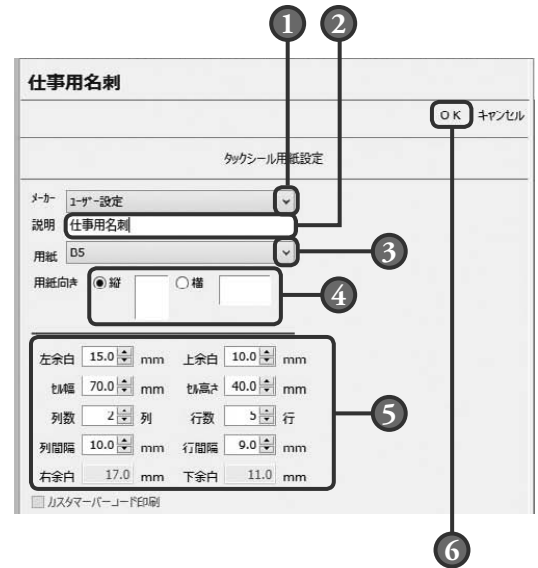 1 2
仕事用名刺
OK キャンセル
タックシール用紙設定
メーカー ユーザー設定
説明 仕事用名刺
用紙 B5 3
用紙向き 縦 横 4
左余白 15.0 mm 上余白 10.0 mm
セル幅 70.0 mm セル高さ 40.0 mm
列数 2 列 行数 5 行 5
列間隔 10.0 mm 行間隔 9.0 mm
右余白 17.0 mm 下余白 11.0 mm
カスタマーバーコード印刷
6